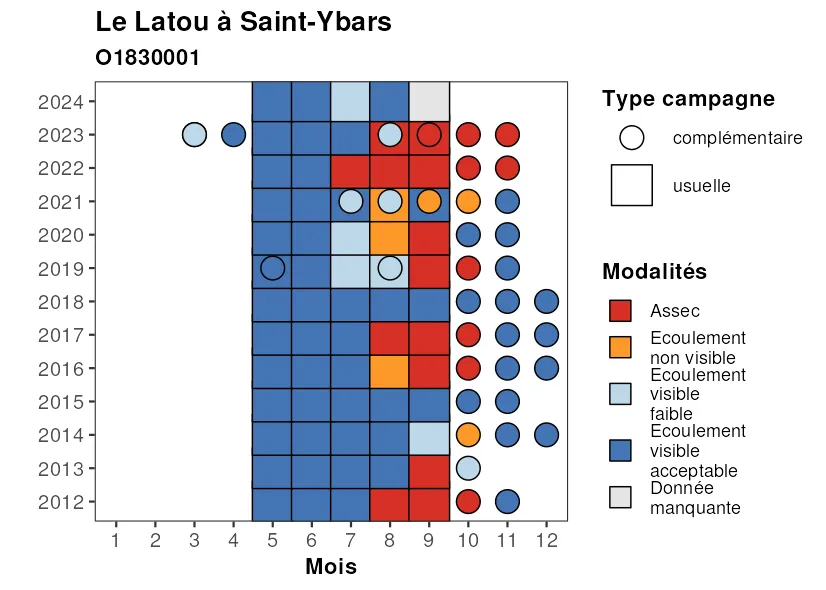 Le Latou à Saint-Ybars
O1830001
2024
2023
2022
2021
2020
2019
2018
2017
2016
2015
2014
2013
2012
1 2 3 4 5 6 7 8 9 10 11 12
Mois
Type campagne
complémentaire
usuelle
Modalités
Assec
Ecoulement
non visible
Ecoulement
visible
faible
Ecoulement
visible
acceptable
Donnée
manquante